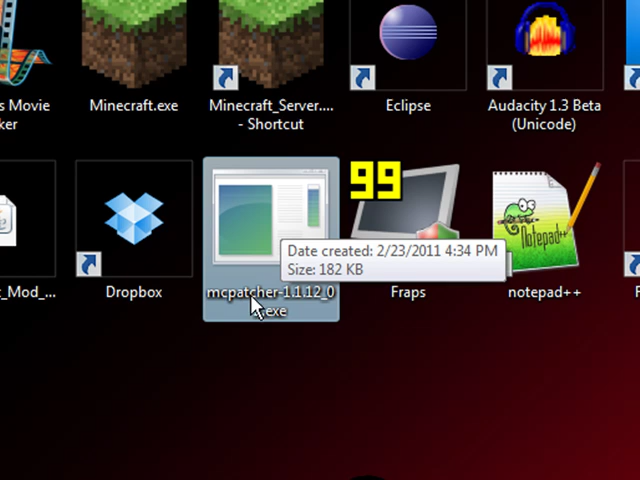 s Movie
ker
Minecraft.exe
Minecraft_Server....
- Shortcut
Eclipse
Audacity 1.3 Beta
(Unicode)
99
Notepad++
Date created: 2/23/2011 4:34 PM
Size: 182 KB
t_Mod_...
Dropbox
mcpatcher-1.1.12_0
.exe
Fraps
notepad++